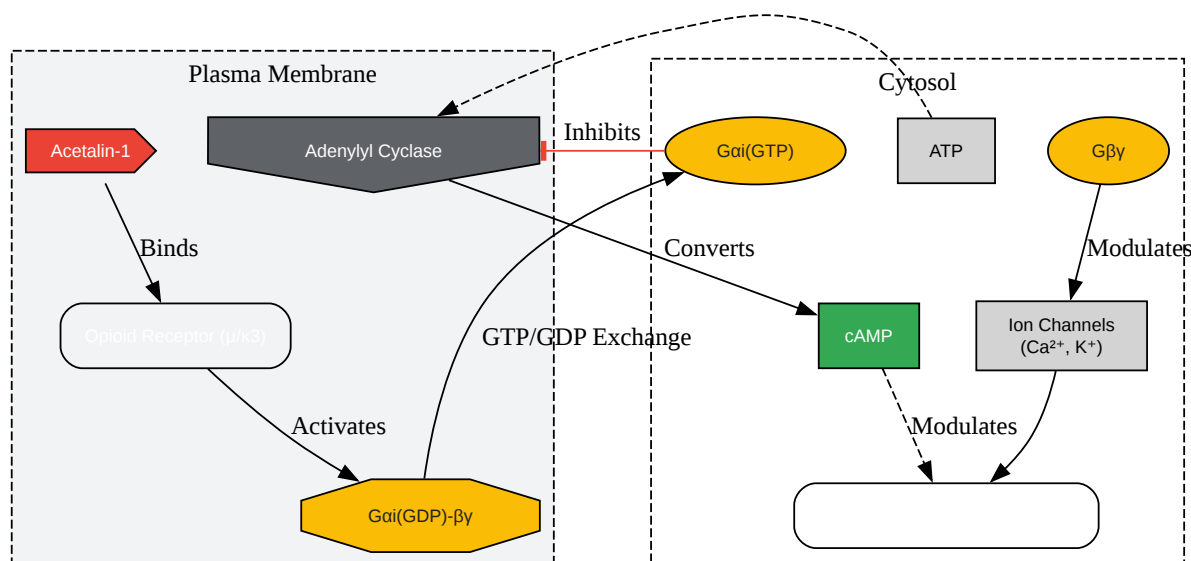 Plasma Membrane
Cytosol
Acetalin-1
Adenylyl Cyclase
Inhibits
Gαi(GTP)
ATP
Gβγ
Binds
Converts
Modulates
Opioid Receptor (μ/κ3)
GTP/GDP Exchange
cAMP
Ion Channels
(Ca²⁺, K⁺)
Activates
Modulates
Gαi(GDP)-βγ